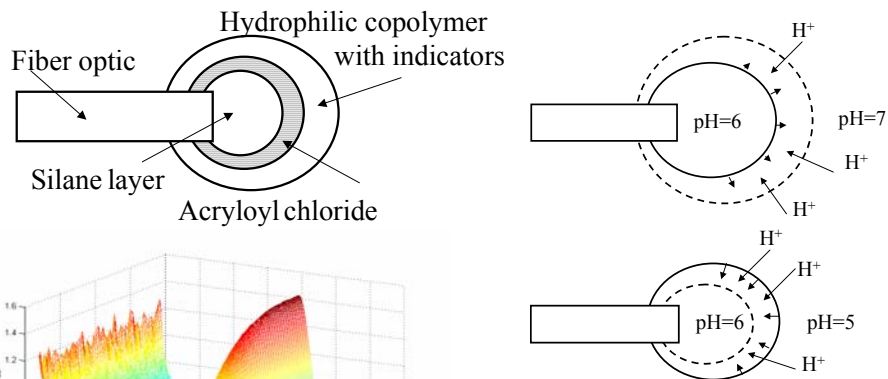 Hydrophilic copolymer
with indicators
Fiber optic
Silane layer
Acryloyl chloride
H+
pH=6
pH=7
H+
H+
H+
H+
pH=6
pH=5
H+
1.6
1.4
1.2